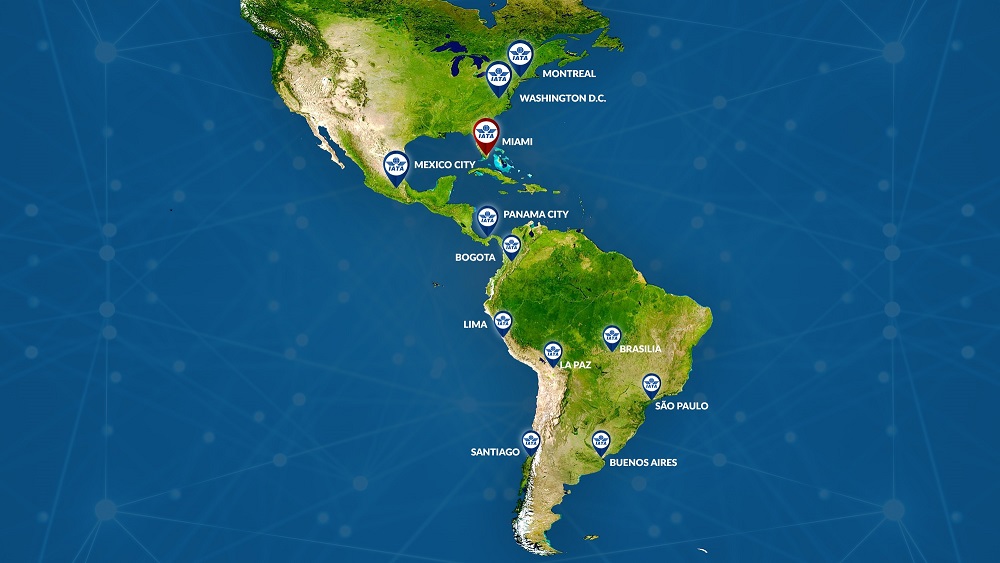 IATA
MONTREAL
IATA
WASHINGTON D.C.
IATA
MIAMI
IATA
MEXICO CITY
IATA
PANAMA CITY
IATA
BOGOTA
IATA
LIMA
IATA
BRASILIA
IATA
LA PAZ
IATA
SÃO PAULO
IATA
SANTIAGO
IATA
BUENOS AIRES